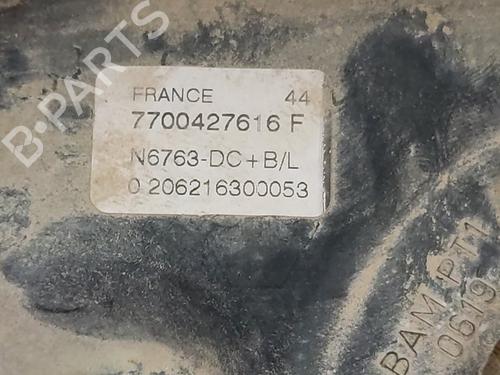 B-PARTS
FRANCE 44
7700427616 F
N6763-DC+B/L
0 206216300053
BAM PT1
0619